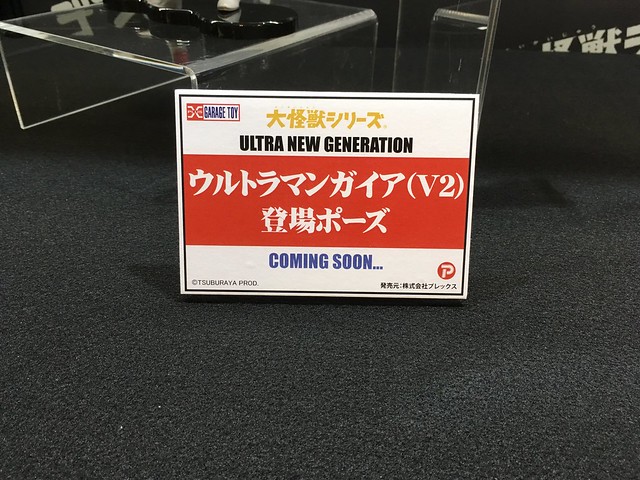 GARAGE TOY
大怪獣シリーズ®
ULTRA NEW GENERATION
ウルトラマンガイア(V2)
登場ポーズ
COMING SOON...
©TSUBURAYA PROD.
発売元:株式会社プレックス